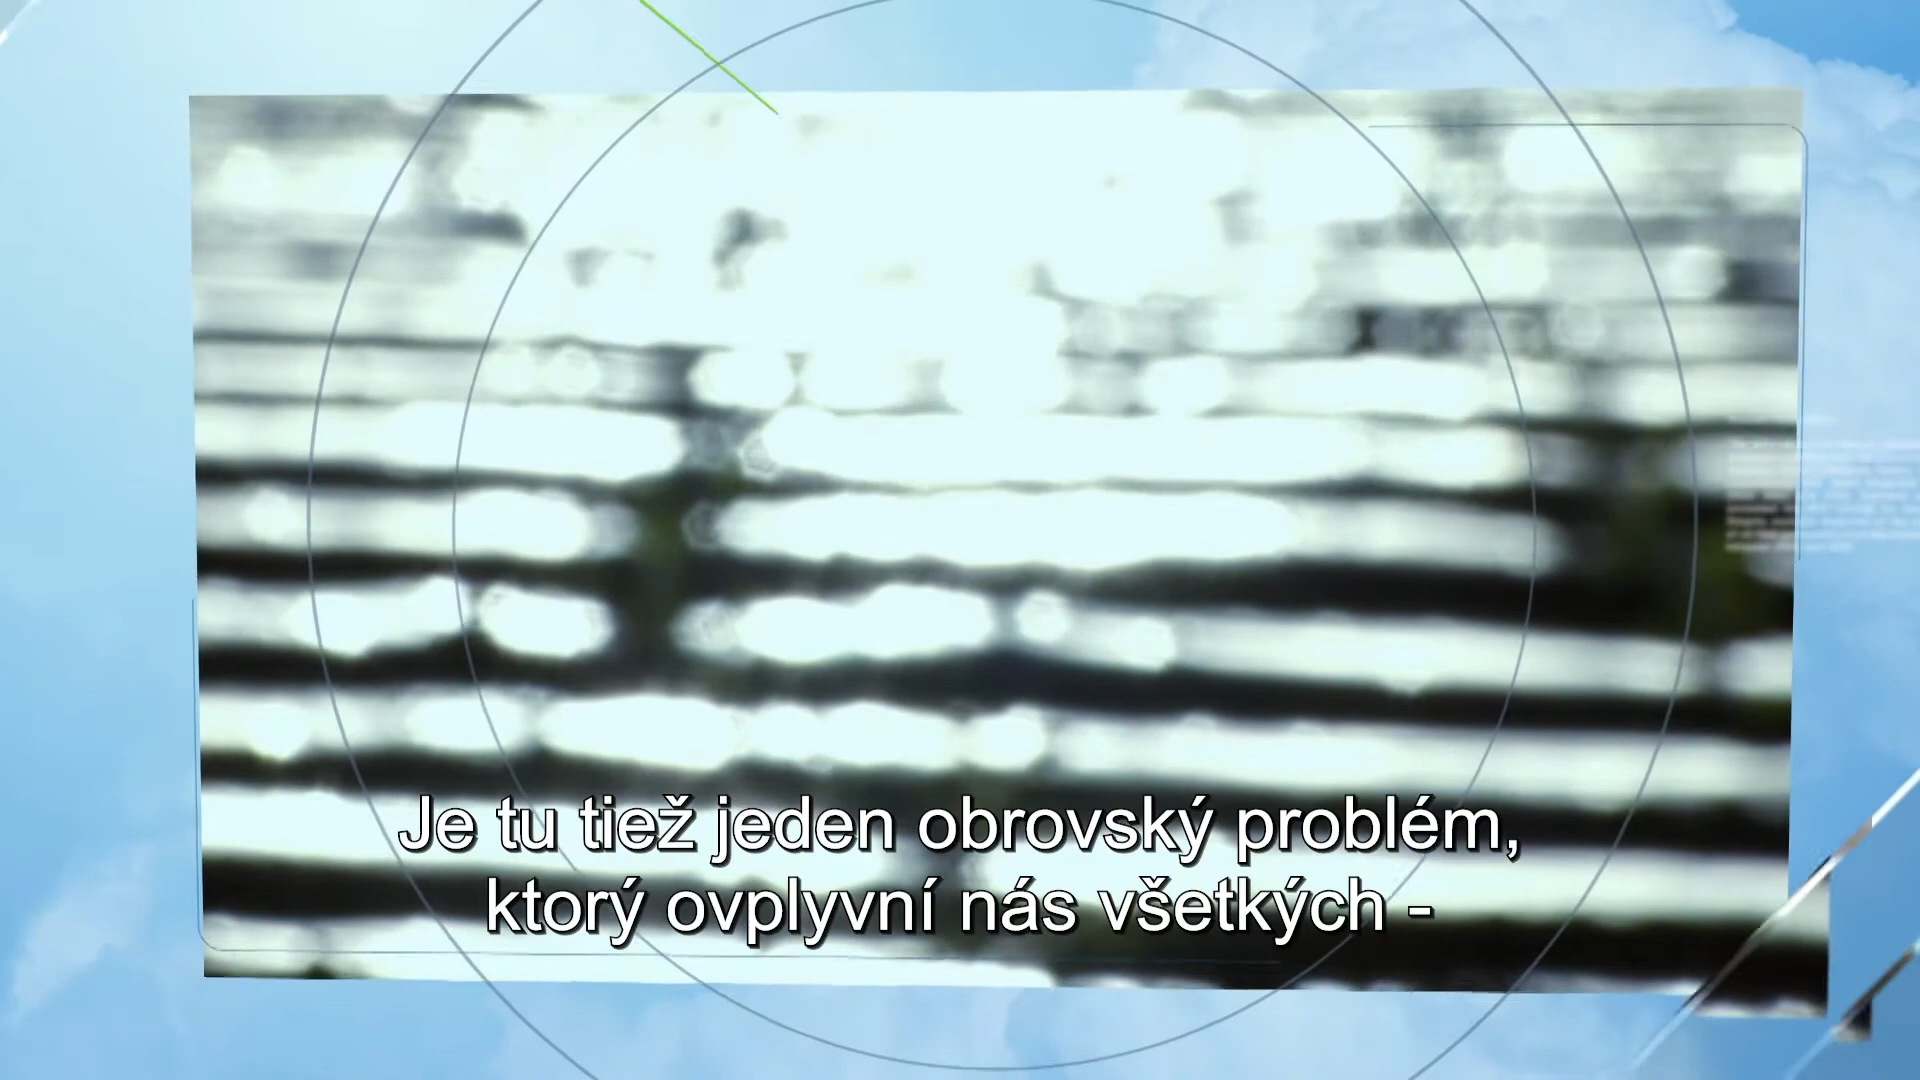 Je tu tiež jeden obrovský problém,
ktorý ovplyvní nás všetkých -